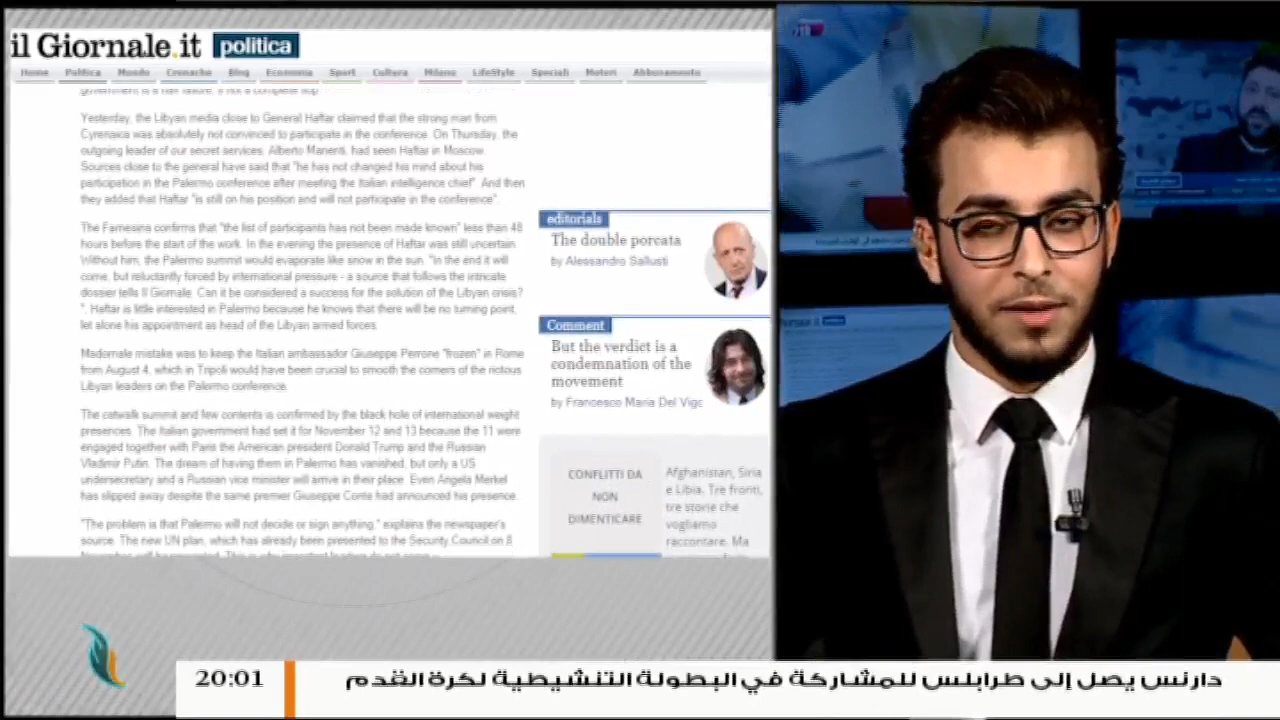 il Giornale.it politica
Home Politica Mondo Cronache Blog Economia Sport Cultura Milano LifeStyle Speciali Motori Abbonamento
government is a half failure, if not a complete flop.
Yesterday, the Libyan media close to General Haftar claimed that the strong man from
Cyrenaica was absolutely not convinced to participate in the conference. On Thursday, the
outgoing leader of our secret services, Alberto Manenti, had seen Haftar in Moscow.
Sources close to the general have said that "he has not changed his mind about his
participation in the Palermo conference after meeting the Italian intelligence chief". And then
they added that Haftar "is still on his position and will not participate in the conference".
The Farnesina confirms that "the list of participants has not been made known" less than 48
hours before the start of the work. In the evening the presence of Haftar was still uncertain.
Without him, the Palermo summit would evaporate like snow in the sun. "In the end it will
come, but reluctantly forced by international pressure - a source that follows the intricate
dossier tells Il Giornale. Can it be considered a success for the solution of the Libyan crisis?
". Haftar is little interested in Palermo because he knows that there will be no turning point,
let alone his appointment as head of the Libyan armed forces.
Madornale mistake was to keep the Italian ambassador Giuseppe Perrone "frozen" in Rome
from August 4, which in Tripoli would have been crucial to smooth the corners of the riotous
Libyan leaders on the Palermo conference.
The catwalk summit and few contents is confirmed by the black hole of international weight
presences. The Italian government had set it for November 12 and 13 because the 11 were
engaged together with Paris the American president Donald Trump and the Russian
Vladimir Putin. The dream of having them in Palermo has vanished, but only a US
undersecretary and a Russian vice minister will arrive in their place. Even Angela Merkel
has slipped away despite the same premier Giuseppe Conte had announced his presence.
"The problem is that Palermo will not decide or sign anything," explains the newspaper's
source. The new UN plan, which has already been presented to the Security Council on 8
editorials
The double porcata
by Alessandro Sallusti
Comment
But the verdict is a
condemnation of the
movement
by Francesco Maria Del Vigo
CONFLITTI DA
NON
DIMENTICARE
Afghanistan, Siria
e Libia. Tre fronti,
tre storie che
vogliamo
raccontare. Ma
20:01
دارنس يصل إلى طرابلس للمشاركة في البطولة التنشيطية لكرة القدم